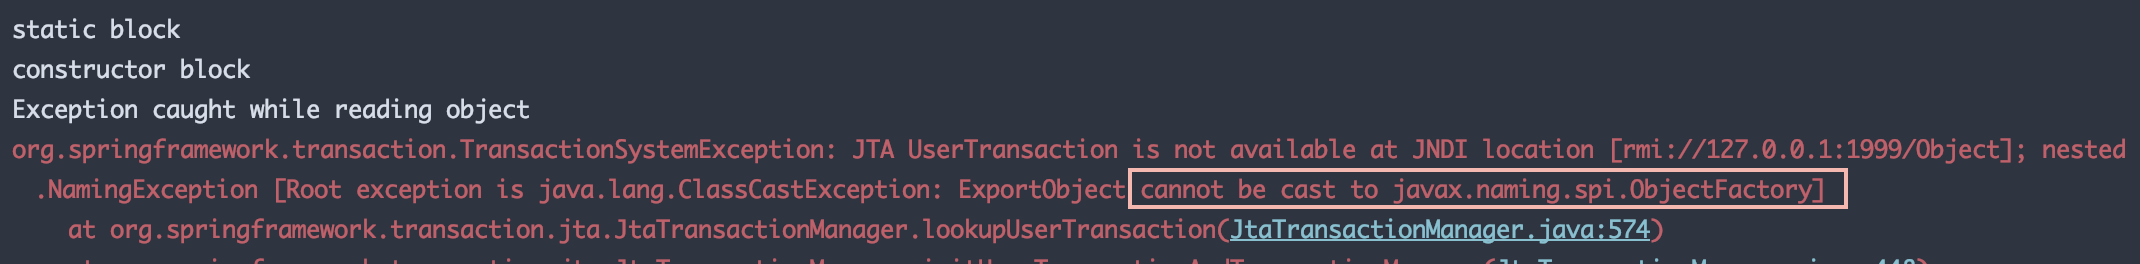 static block
constructor block
Exception caught while reading object
org.springframework.transaction.TransactionSystemException: JTA UserTransaction is not available at JNDI location [rmi://127.0.0.1:1999/Object]; nested
.NamingException [Root exception is java.lang.ClassCastException: ExportObject cannot be cast to javax.naming.spi.ObjectFactory]
at org.springframework.transaction.jta.JtaTransactionManager.lookupUserTransaction(JtaTransactionManager.java:574)